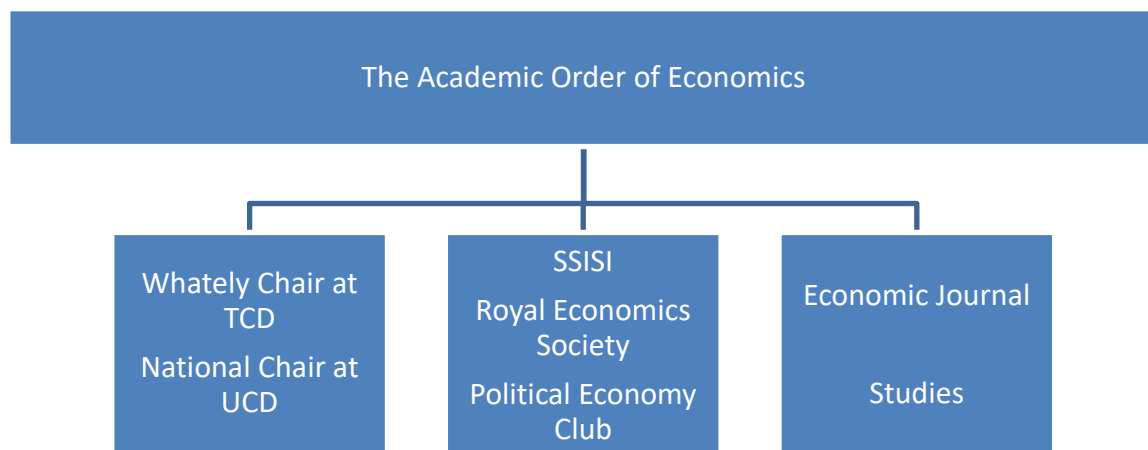 The Academic Order of Economics
Whately Chair at
TCD
National Chair at
UCD
SSISI
Royal Economics
Society
Political Economy
Club
Economic Journal
Studies